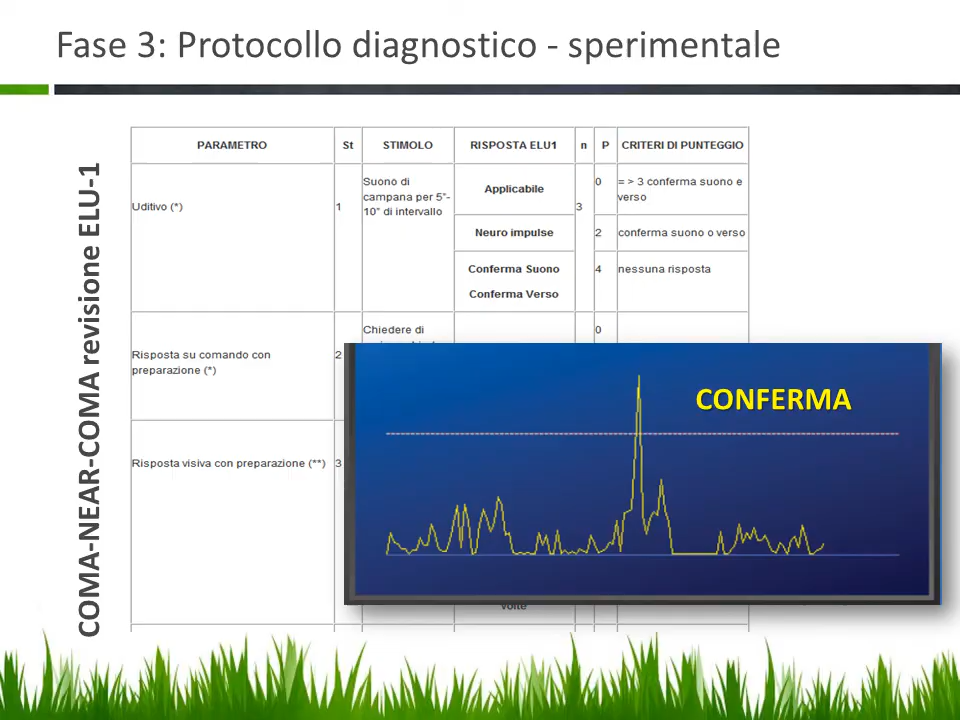 Fase 3: Protocollo diagnostico - sperimentale
COMA-NEAR-COMA revisione ELU-1
PARAMETRO St STIMOLO RISPOSTA ELU1 n P CRITERI DI PUNTEGGIO
Uditivo (*)
1
Suono di
campana per 5"-
10" di intervallo
Applicabile
Neuro impulse
Conferma Suono
Conferma Verso
3
0
= > 3 conferma suono e
verso
2
conferma suono o verso
4
nessuna risposta
Risposta su comando con
preparazione (*)
2
Chiedere di
0
Risposta visiva con preparazione (**)
3
volte
CONFERMA